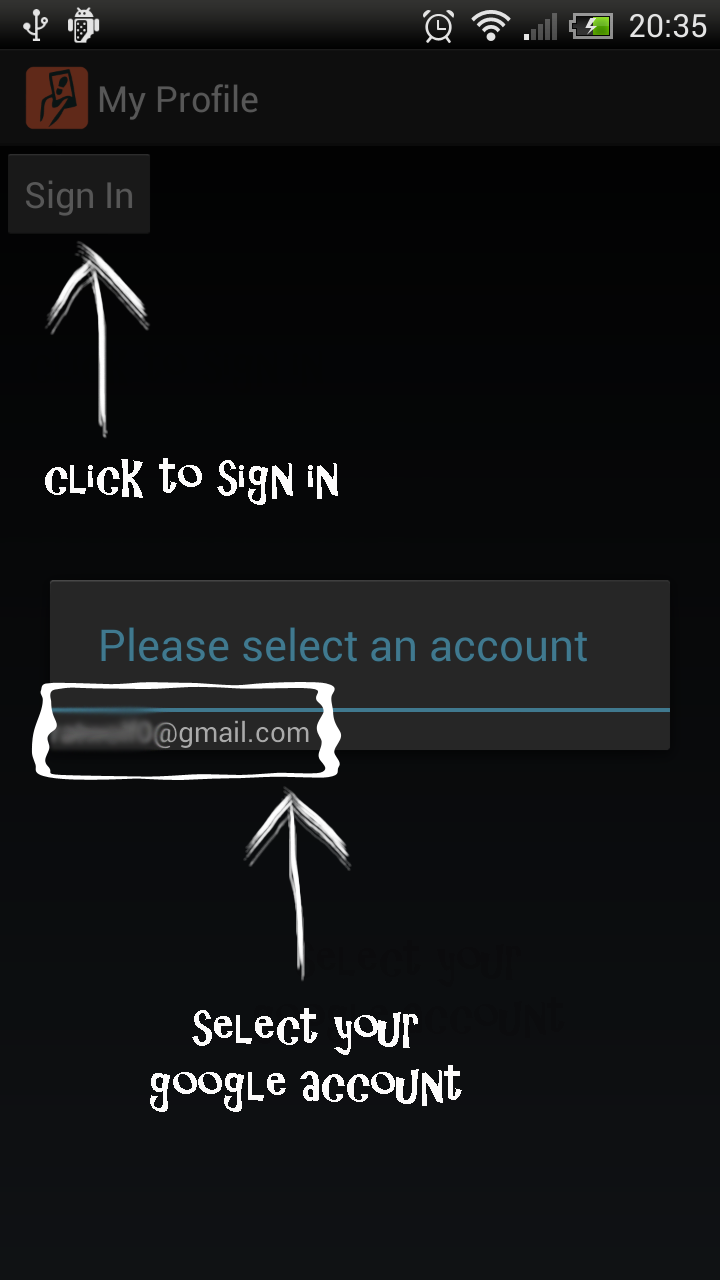 20:35
My Profile
Sign In
Click to Sign in
Please select an account
@gmail.com
Select your
google account